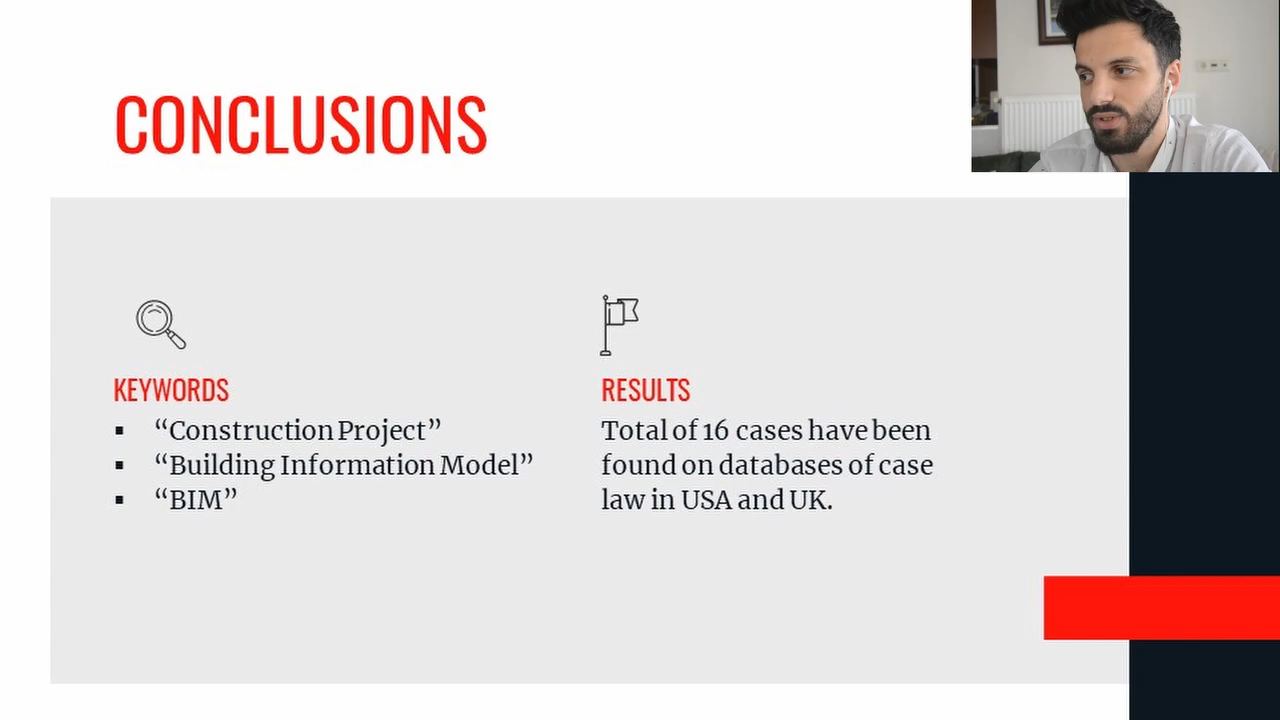 CONCLUSIONS
KEYWORDS
▪ “Construction Project”
▪ “Building Information Model”
▪ “BIM”
RESULTS
Total of 16 cases have been
found on databases of case
law in USA and UK.